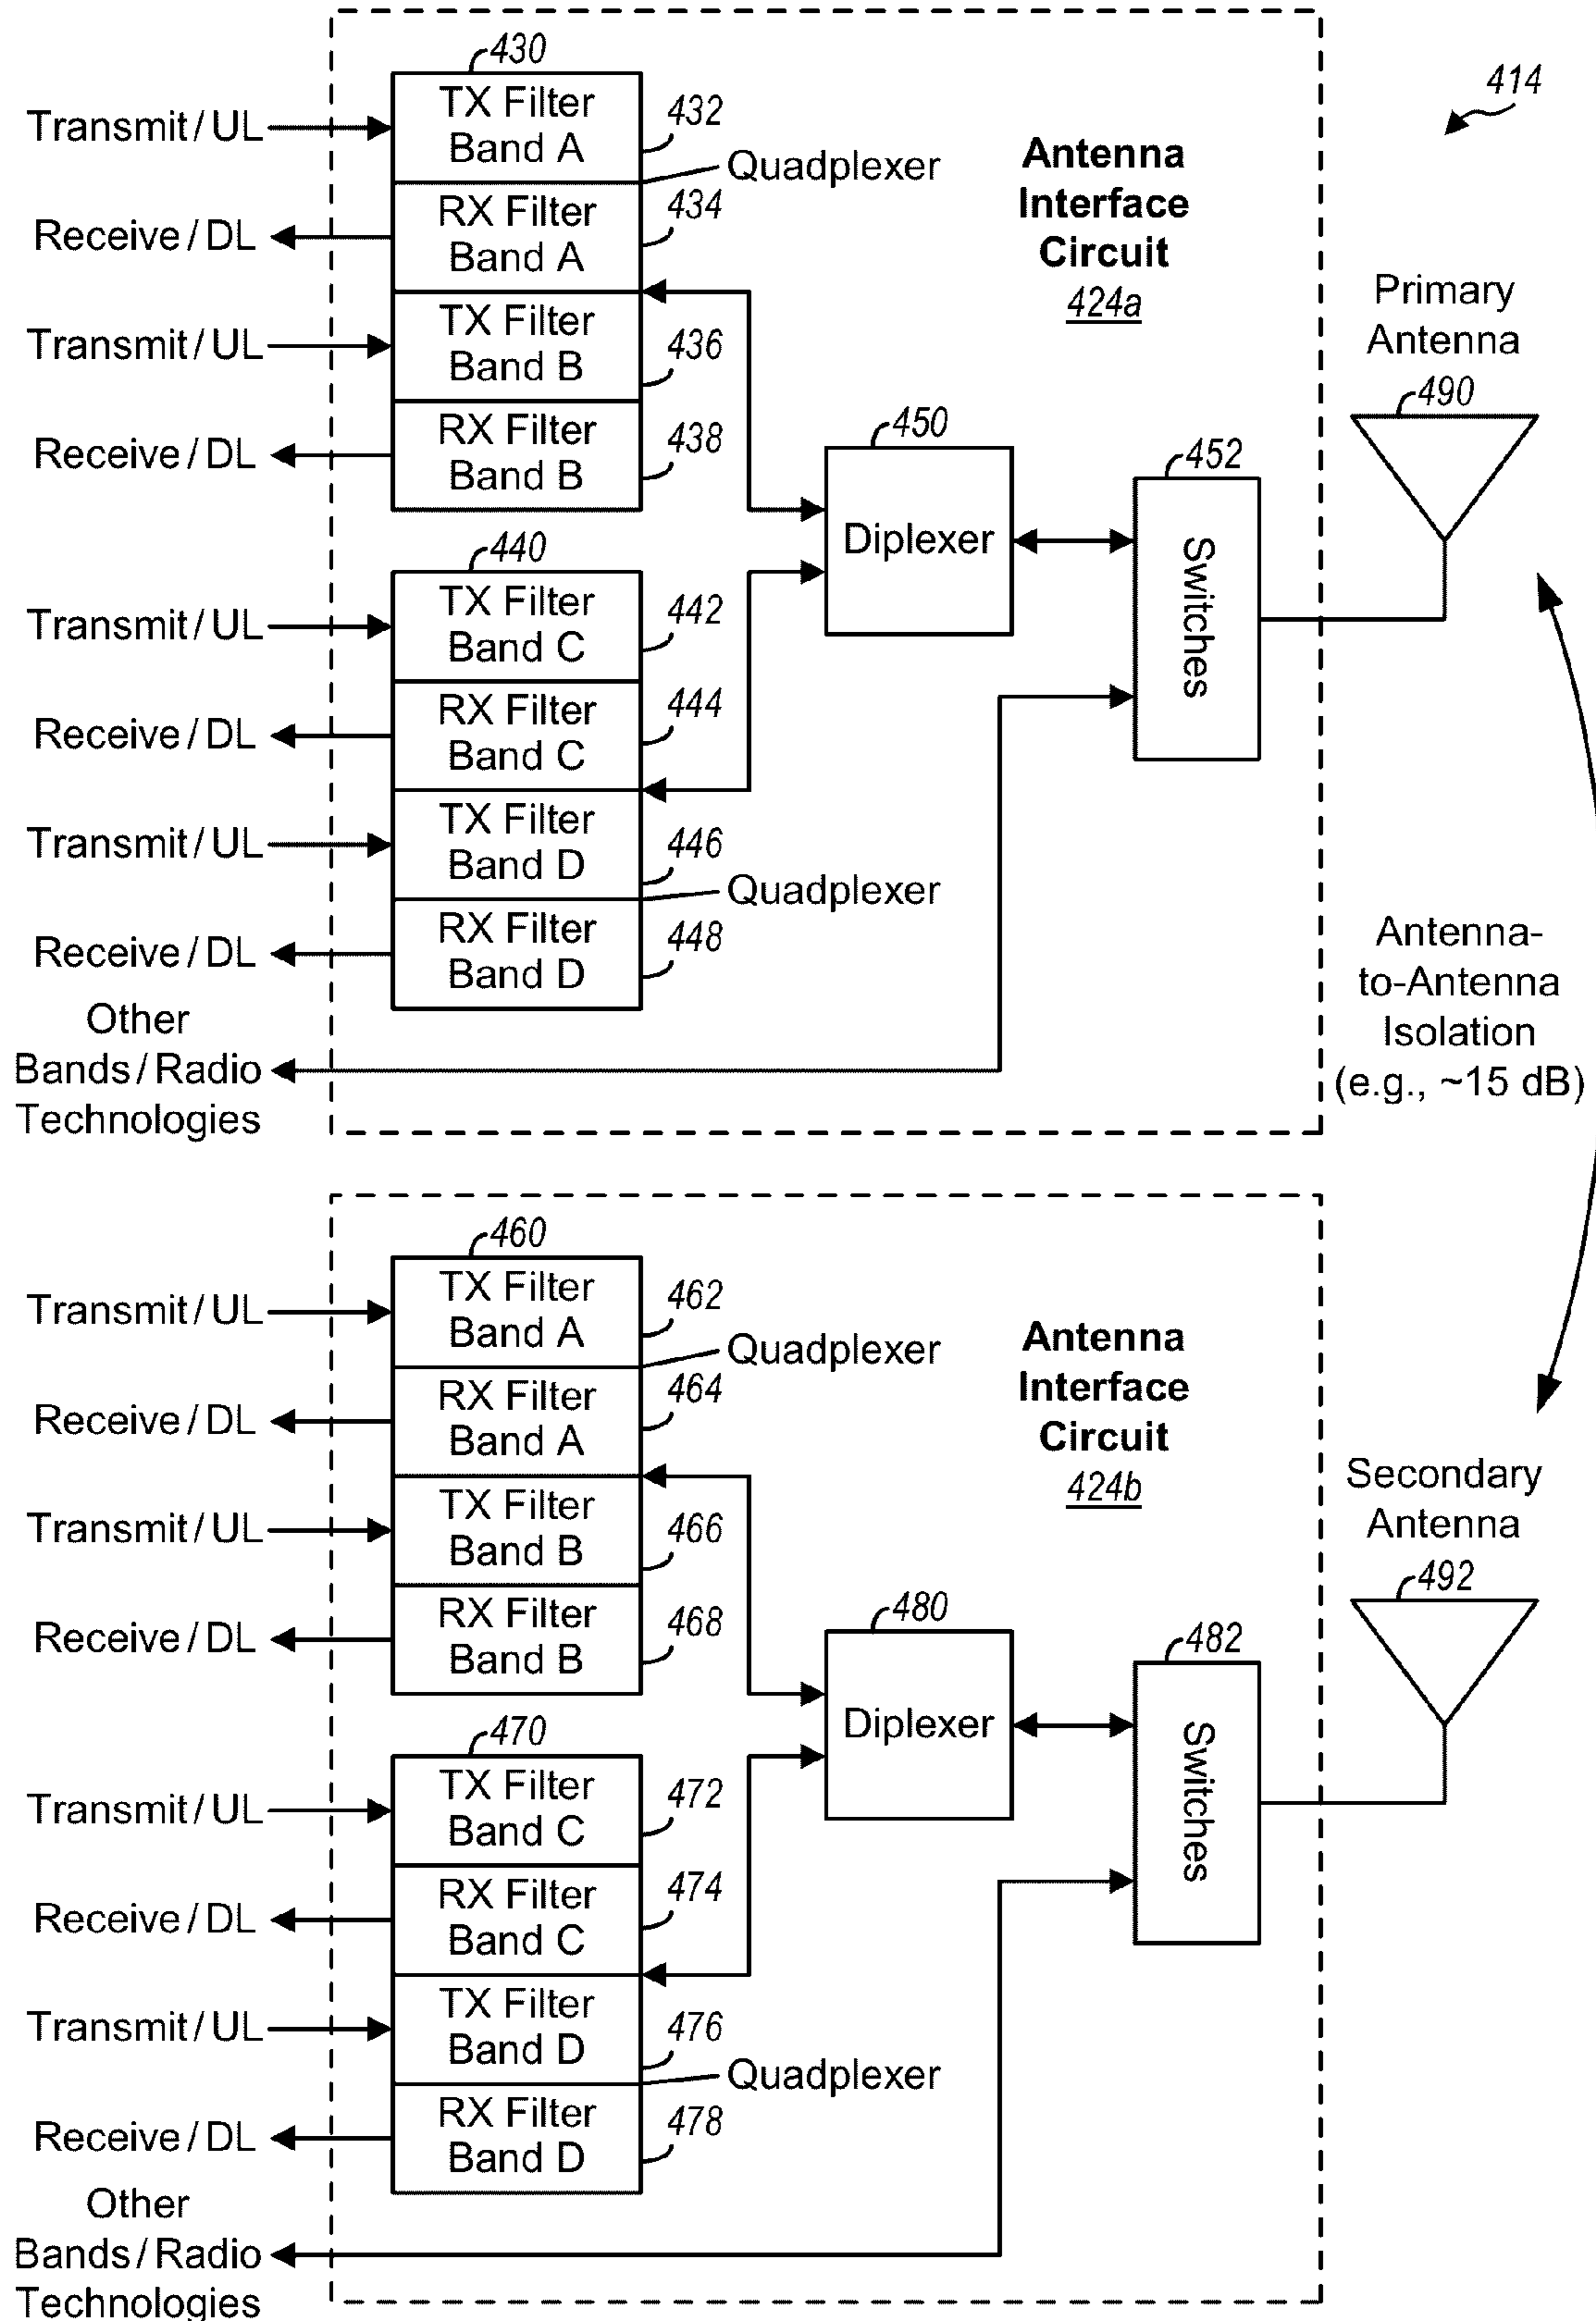 430
414
TX Filter
Band A
432
Transmit/UL
Quadplexer
Antenna
Interface
Circuit
424a
RX Filter
Band A
434
Receive/DL
TX Filter
Band B
436
Transmit/UL
RX Filter
Band B
438
Receive/DL
Primary
Antenna
490
450
Diplexer
452
Switches
440
TX Filter
Band C
442
Transmit/UL
RX Filter
Band C
444
Receive/DL
TX Filter
Band D
446
Transmit/UL
Quadplexer
RX Filter
Band D
448
Receive/DL
Other
Bands/Radio
Technologies
Antenna-
to-Antenna
Isolation
(e.g., ~15 dB)
460
TX Filter
Band A
462
Transmit/UL
Quadplexer
Antenna
Interface
Circuit
424b
RX Filter
Band A
464
Receive/DL
TX Filter
Band B
466
Transmit/UL
RX Filter
Band B
468
Receive/DL
Secondary
Antenna
492
480
Diplexer
482
Switches
470
TX Filter
Band C
472
Transmit/UL
RX Filter
Band C
474
Receive/DL
TX Filter
Band D
476
Transmit/UL
Quadplexer
RX Filter
Band D
478
Receive/DL
Other
Bands/Radio
Technologies